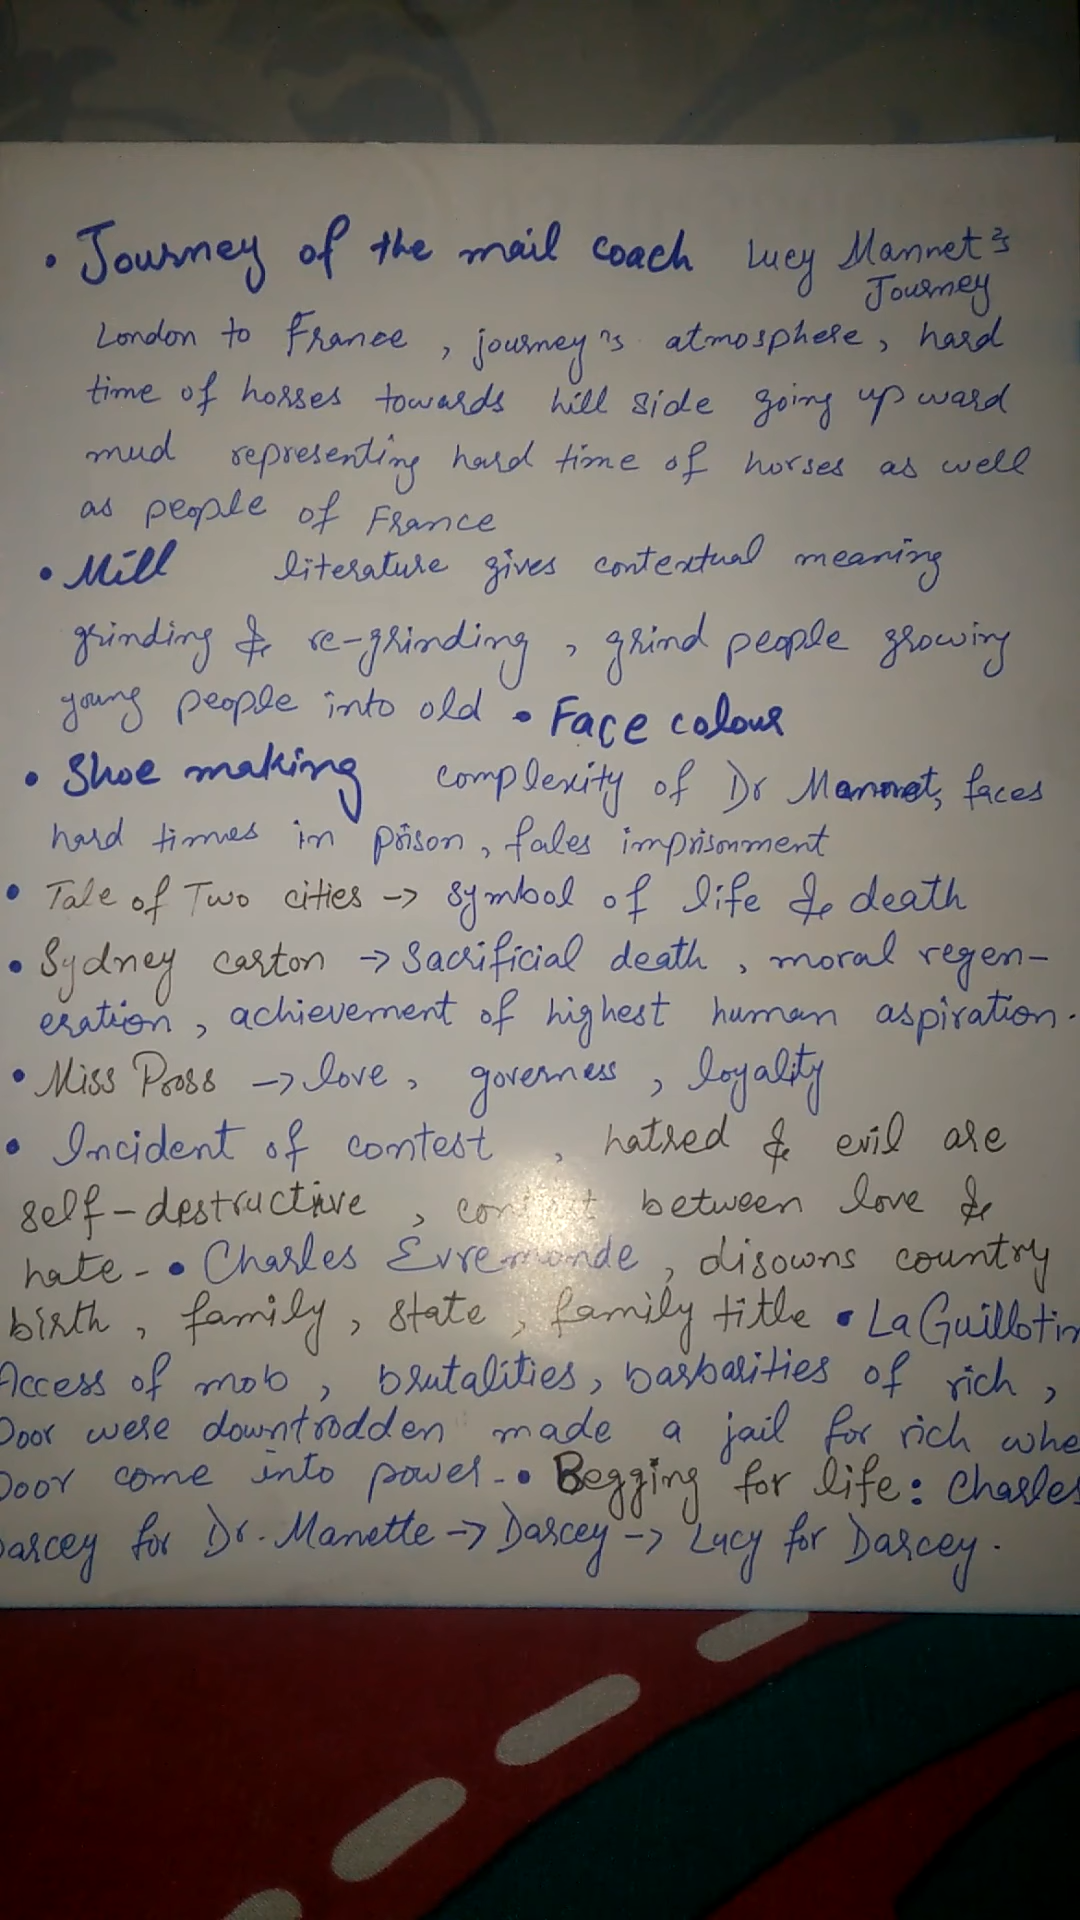 • Journey of the mail coach Lucy Mannet's
Journey
London to France, journey's atmosphere, hard
time of horses towards hill side going upward
mud representing hard time of horses as well
as people of France
• Mill literature gives contextual meaning
grinding & re-grinding, grind people growing
young people into old • Face colour
• Shoe making complexity of Dr Mannet, faces
hard times in prison, fales imprisonment
• Tale of Two cities -> symbol of life & death
• Sydney carton -> Sacrificial death, moral regen-
eration, achievement of highest human aspiration.
• Miss Pross -> love, governess, loyality
• Incident of contest, hatred & evil are
self-destructive, between love &
hate - • Charles Evremonde, disowns country
birth, family, state, family title • La Guillotin
Access of mob, brutalities, barbarities of rich,
Poor were downtrodden made a jail for rich whe
Poor come into power - • Begging for life: Charles
Darcey for Dr. Manette -> Darcey -> Lucy for Darcey.